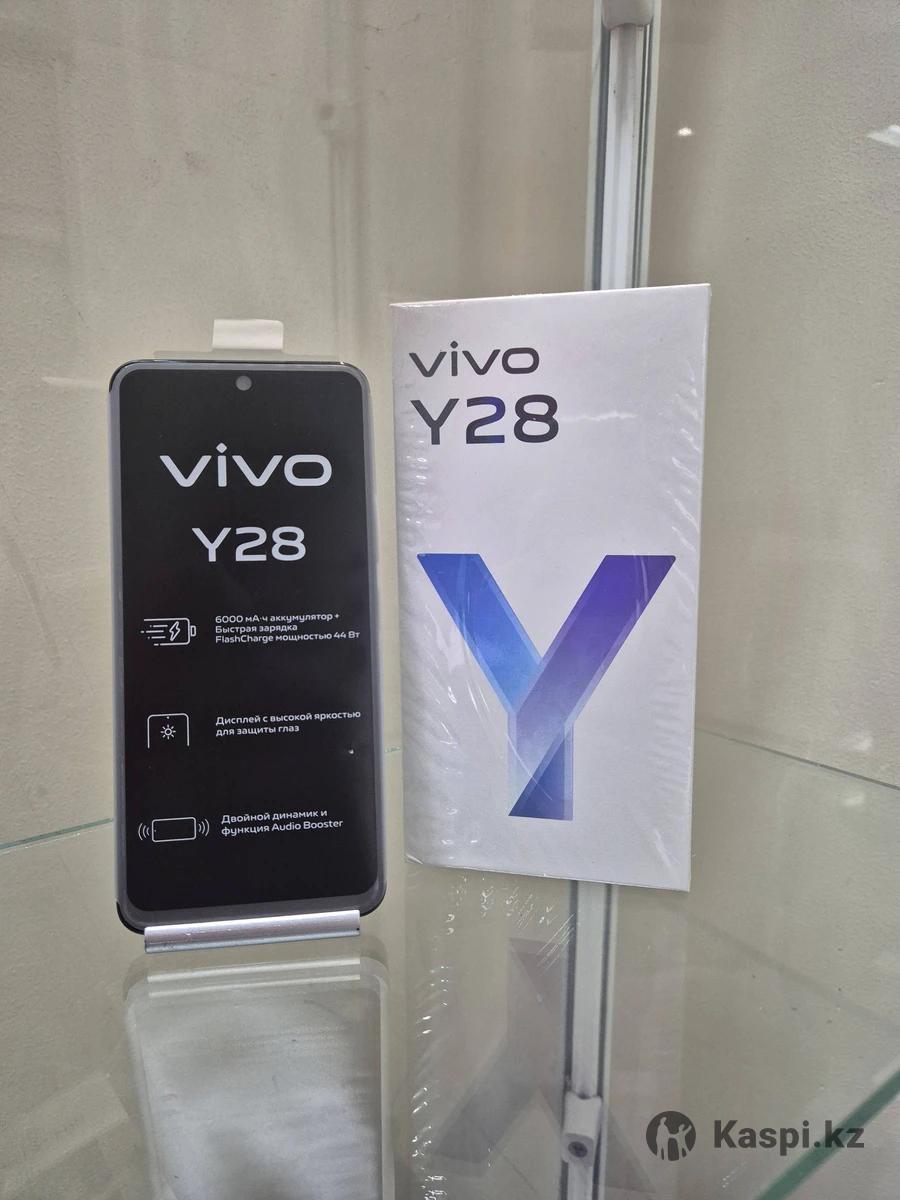 vivo
Y28
6000 мА·ч аккумулятор +
Быстрая зарядка
FlashCharge мощностью 44 Вт
Дисплей с высокой яркостью
для защиты глаз
Двойной динамик и
функция Audio Booster
vivo
Y28
Y
Kaspi.kz